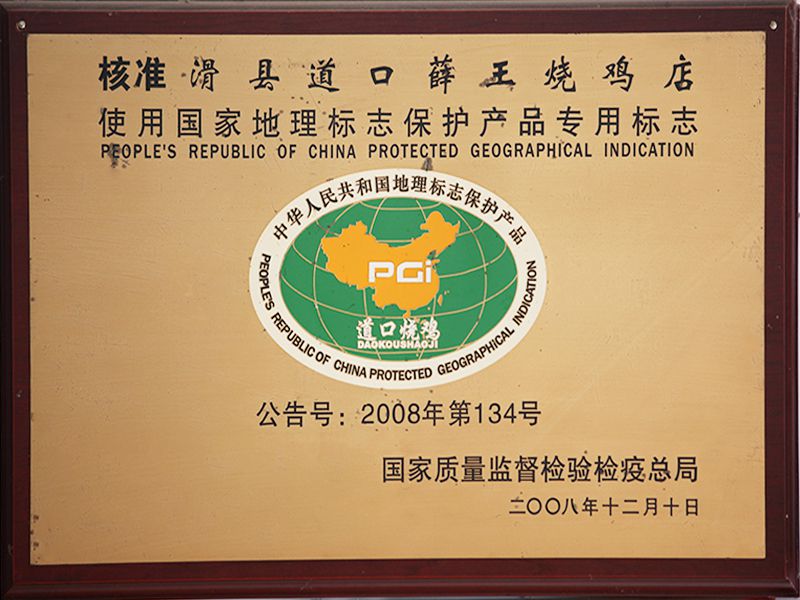 核准 滑县道口薛王烧鸡店
使用国家地理标志保护产品专用标志
PEOPLE'S REPUBLIC OF CHINA PROTECTED GEOGRAPHICAL INDICATION
中华人民共和国地理标志保护产品
PGi
道口烧鸡
DAOKOUSHAOJI
PEOPLE'S REPUBLIC OF CHINA PROTECTED GEOGRAPHICAL INDICATION
公告号：2008年第134号
国家质量监督检验检疫总局
二〇〇八年十二月十日